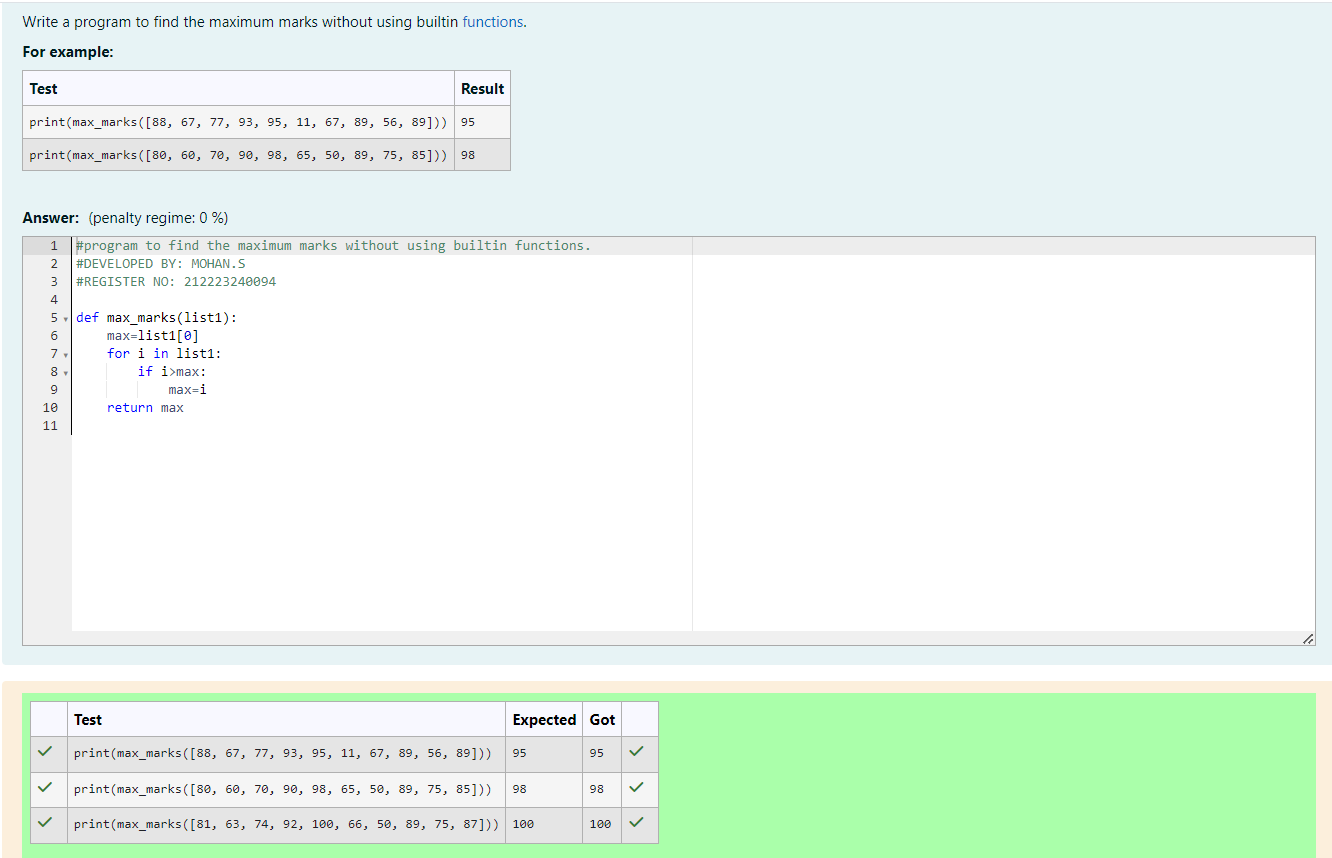 Write a program to find the maximum marks without using builtin functions.
For example:
Test Result
print(max_marks([88, 67, 77, 93, 95, 11, 67, 89, 56, 89])) 95
print(max_marks([80, 60, 70, 90, 98, 65, 50, 89, 75, 85])) 98
Answer: (penalty regime: 0 %)
1 #program to find the maximum marks without using builtin functions.
2 #DEVELOPED BY: MOHAN.S
3 #REGISTER NO: 212223240094
4
5 def max_marks(list1):
6     max=list1[0]
7     for i in list1:
8         if i>max:
9             max=i
10     return max
11
Test Expected Got
print(max_marks([88, 67, 77, 93, 95, 11, 67, 89, 56, 89])) 95 95
print(max_marks([80, 60, 70, 90, 98, 65, 50, 89, 75, 85])) 98 98
print(max_marks([81, 63, 74, 92, 100, 66, 50, 89, 75, 87])) 100 100